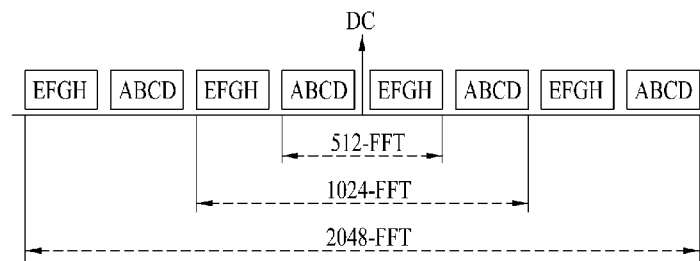 DC
EFGH ABCD EFGH ABCD EFGH ABCD EFGH ABCD
512-FFT
1024-FFT
2048-FFT